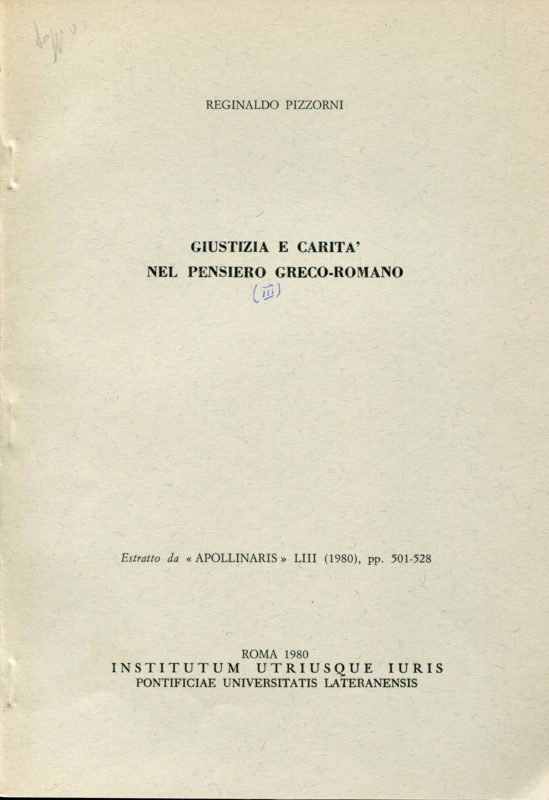 REGINALDO PIZZORNI
GIUSTIZIA E CARITA'
NEL PENSIERO GRECO-ROMANO
(III)
Estratto da « APOLLINARIS » LIII (1980), pp. 501-528
ROMA 1980
INSTITUTUM UTRIUSQUE IURIS
PONTIFICIAE UNIVERSITATIS LATERANENSIS